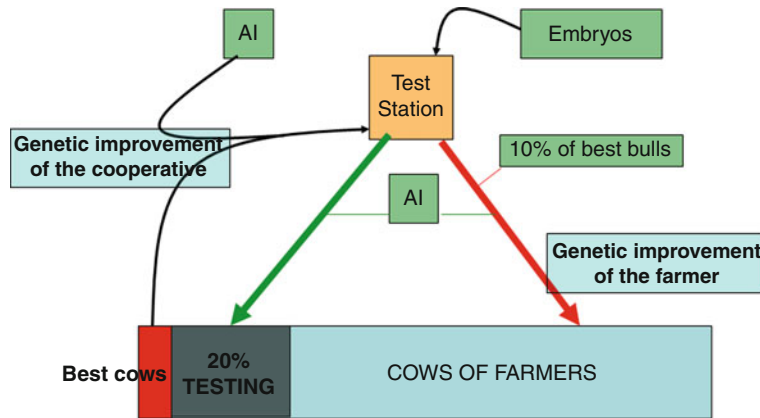 AI
Embryos
Test
Station
Genetic improvement
of the cooperative
10% of best bulls
AI
Genetic improvement
of the farmer
Best cows
20%
TESTING
COWS OF FARMERS